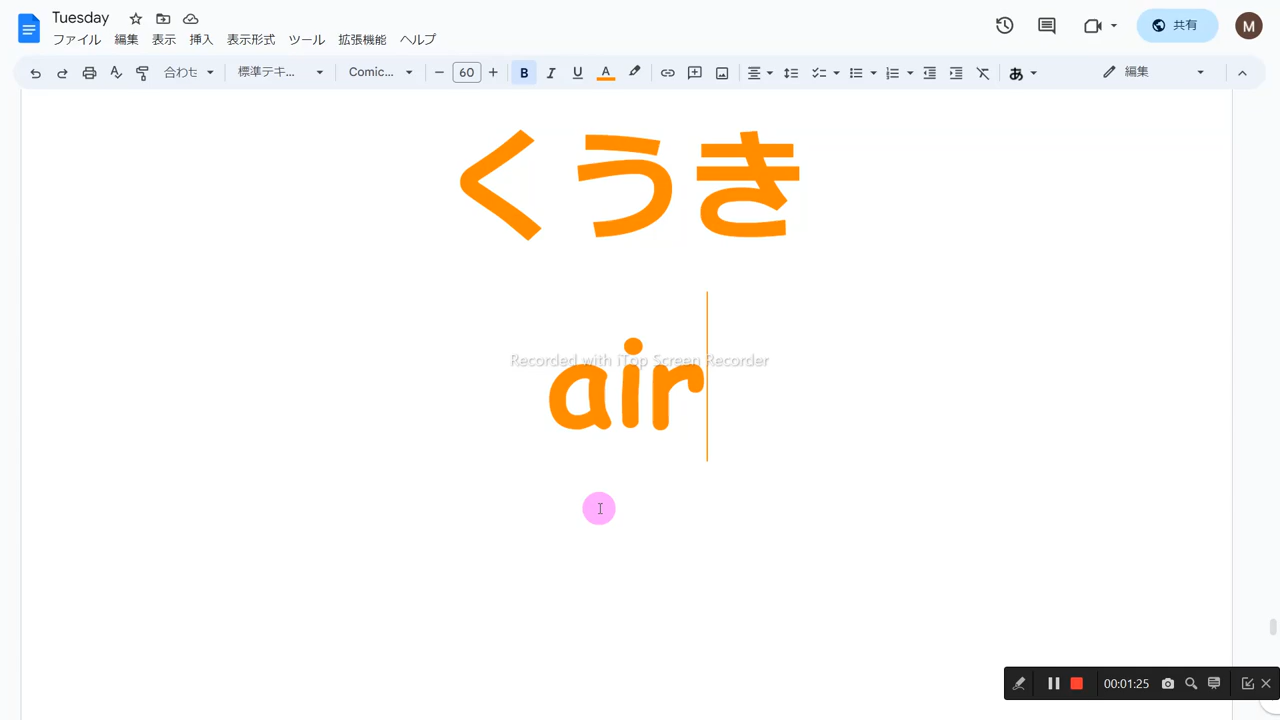 Tuesday
ファイル 編集 表示 挿入 表示形式 ツール 拡張機能 ヘルプ
共有
M
合わせ 標準テキ... Comic... 60 B I U A あ 編集
くうき
air
Recorded with iTop Screen Recorder
00:01:25